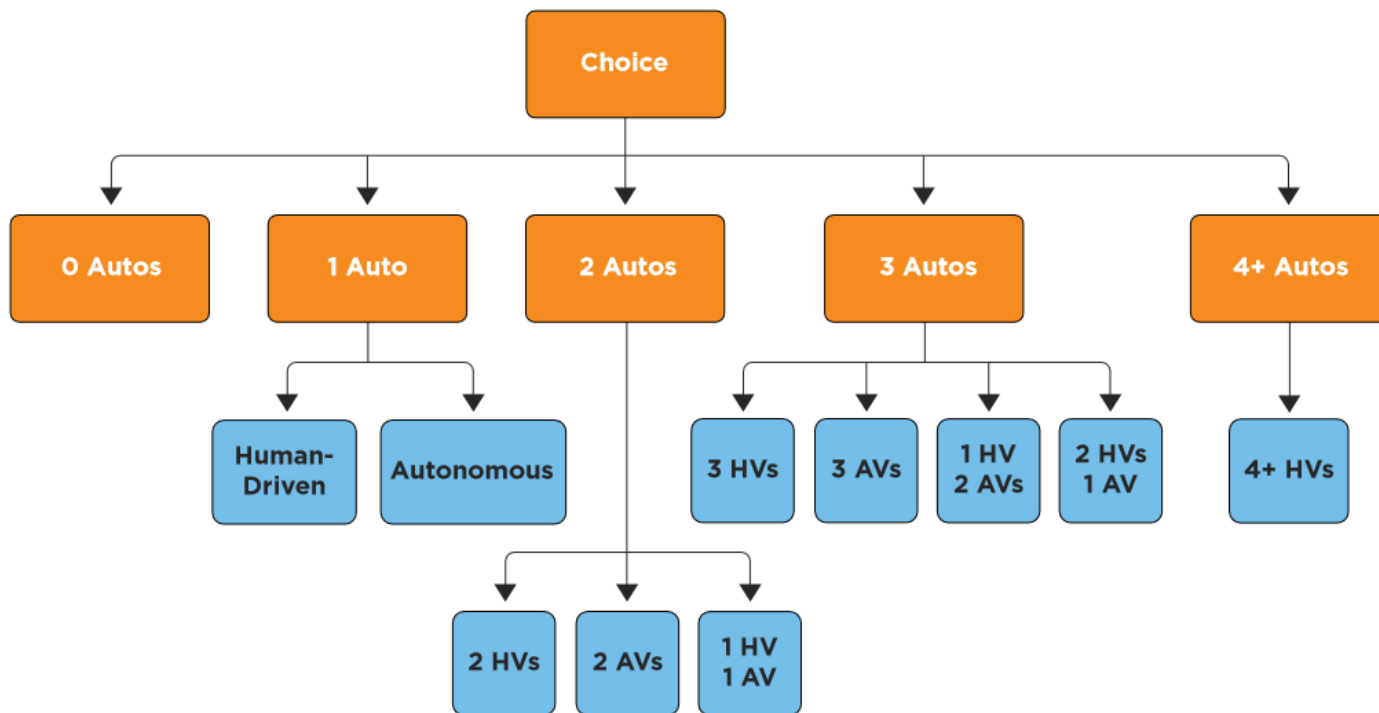 Choice
0 Autos
1 Auto
2 Autos
3 Autos
4+ Autos
Human-
Driven
Autonomous
3 HVs
3 AVs
1 HV
2 AVs
2 HVs
1 AV
4+ HVs
2 HVs
2 AVs
1 HV
1 AV